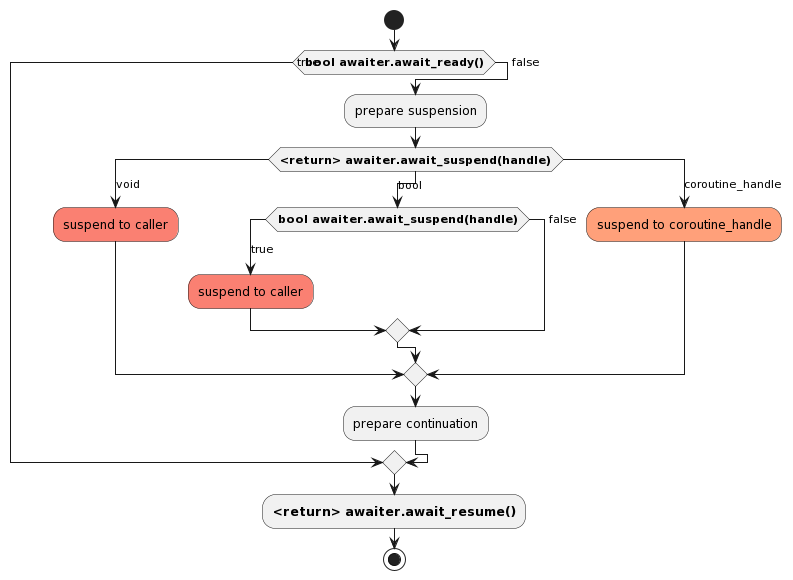 true
bool awaiter.await_ready()
false
prepare suspension
<return> awaiter.await_suspend(handle)
void
bool
coroutine_handle
suspend to caller
bool awaiter.await_suspend(handle)
false
suspend to coroutine_handle
true
suspend to caller
prepare continuation
<return> awaiter.await_resume()